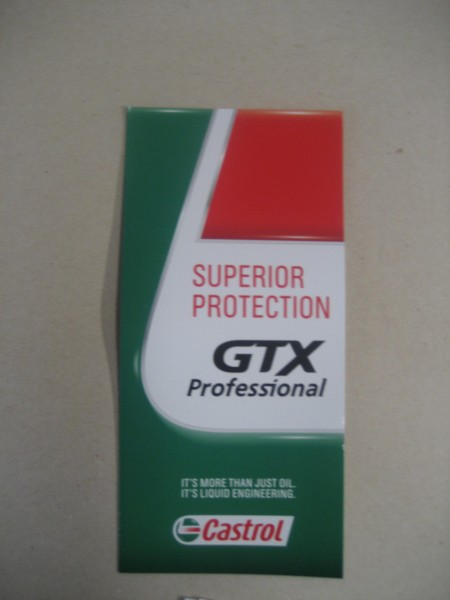 SUPERIOR
PROTECTION
GTX
Professional
IT'S MORE THAN JUST OIL.
IT'S LIQUID ENGINEERING.
Castrol